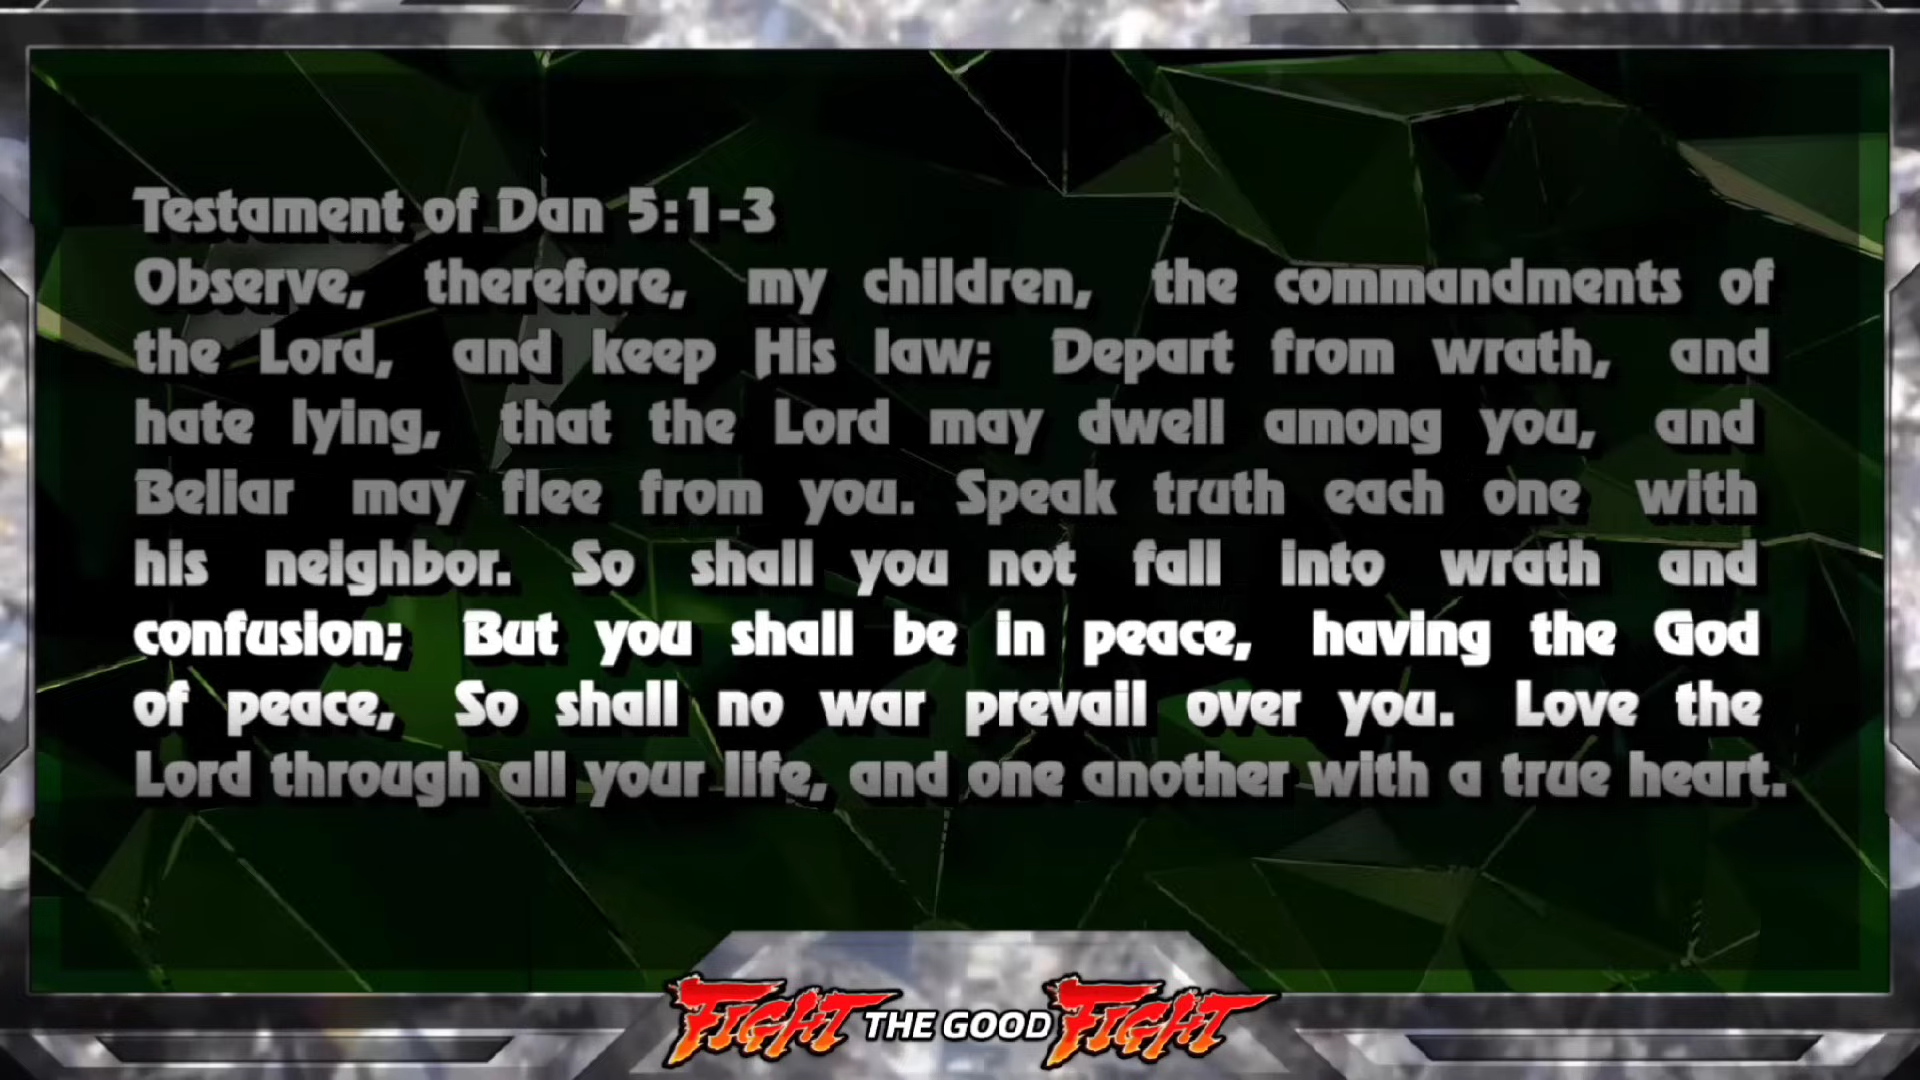 Testament of Dan 5:1-3
Observe, therefore, my children, the commandments of
the Lord, and keep His law; Depart from wrath, and
hate lying, that the Lord may dwell among you, and
Beliar may flee from you. Speak truth each one with
his neighbor. So shall you not fall into wrath and
confusion; But you shall be in peace, having the God
of peace, So shall no war prevail over you. Love the
Lord through all your life, and one another with a true heart.
FIGHT THE GOOD FIGHT